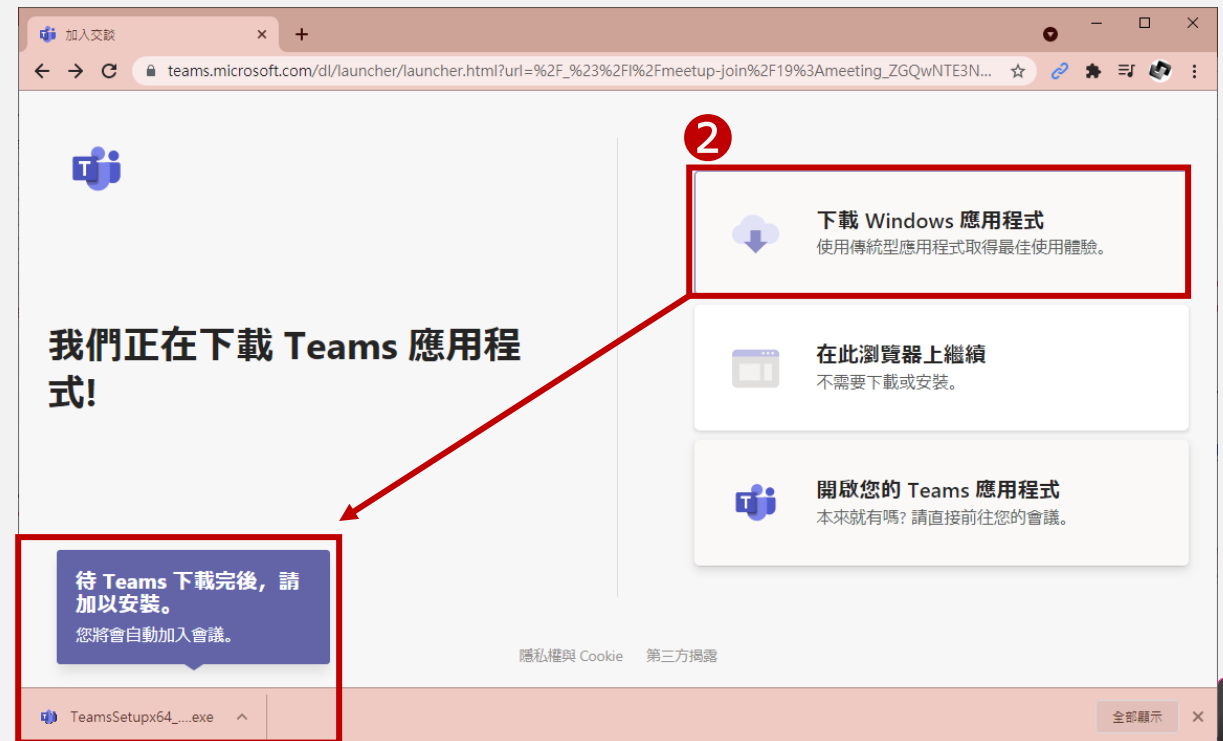 加入交談
teams.microsoft.com/dl/launcher/launcher.html?url=%2F_%23%2Fl%2Fmeetup-join%2F19%3Ameeting_ZGQwNTE3N...
2
下載 Windows 應用程式
使用傳統型應用程式取得最佳使用體驗。
我們正在下載 Teams 應用程
式!
在此瀏覽器上繼續
不需要下載或安裝。
開啟您的 Teams 應用程式
本來就有嗎? 請直接前往您的會議。
待 Teams 下載完後，請
加以安裝。
您將會自動加入會議。
隱私權與 Cookie 第三方揭露
TeamsSetupx64_....exe
全部顯示